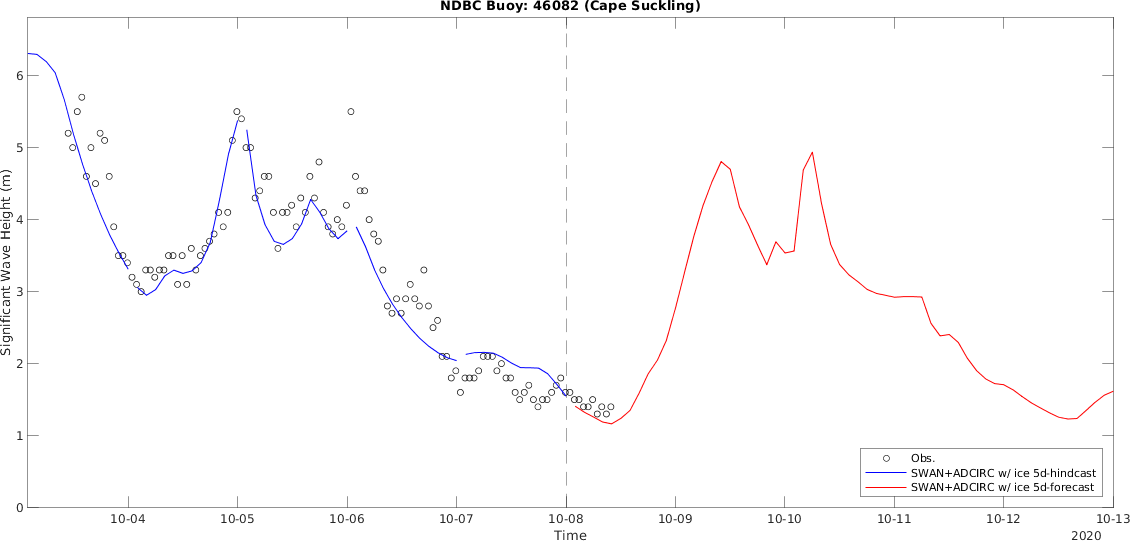 NDBC Buoy: 46082 (Cape Suckling)
Significant Wave Height (m)
6
5
4
3
2
1
0
Obs.
SWAN+ADCIRC w/ ice 5d-hindcast
SWAN+ADCIRC w/ ice 5d-forecast
10-04 10-05 10-06 10-07 10-08 10-09 10-10 10-11 10-12 10-13
Time
2020